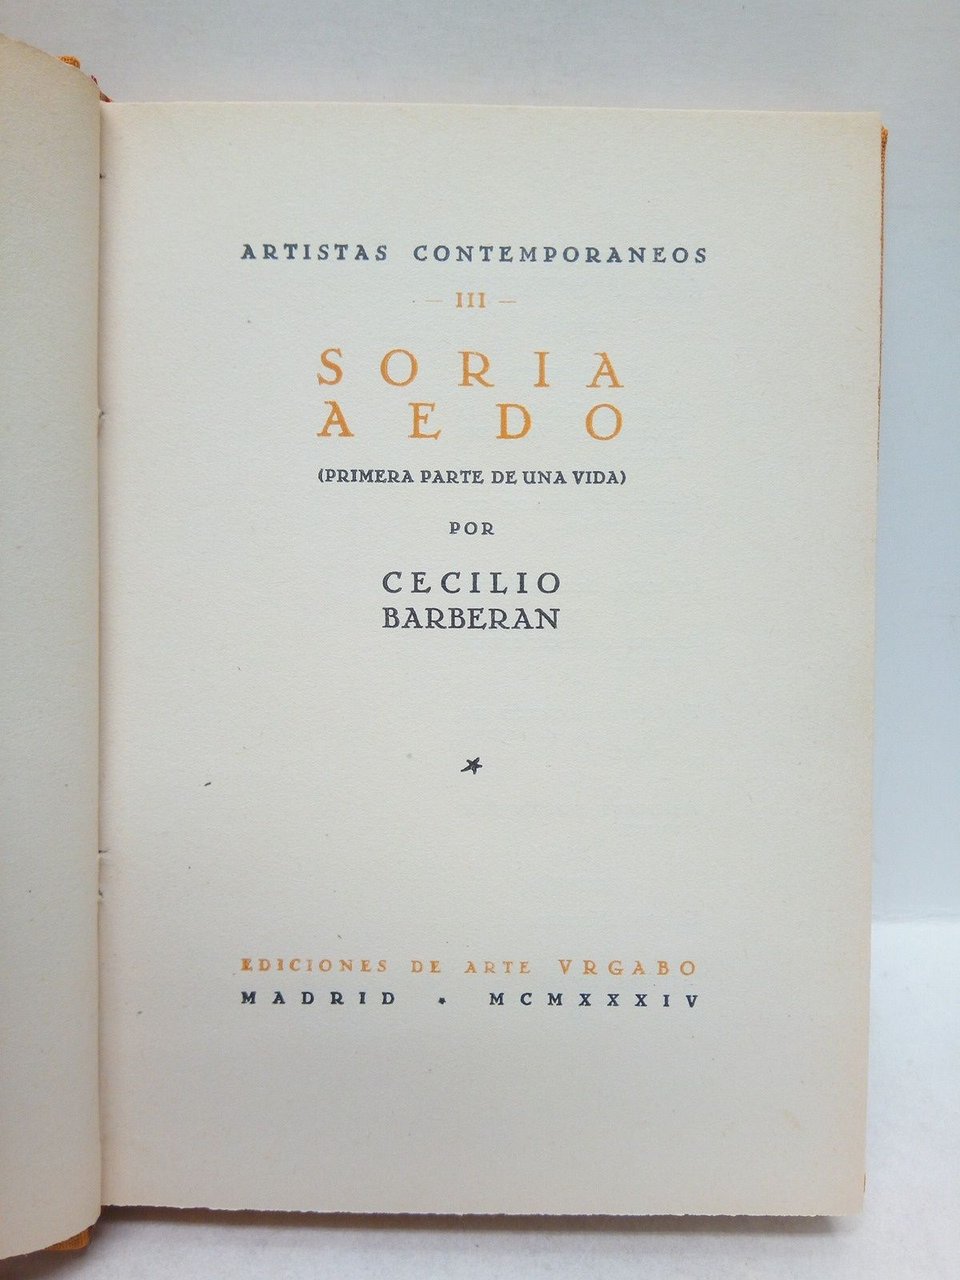 ARTISTAS CONTEMPORANEOS
— III —
SORIA
AEDO
(PRIMERA PARTE DE UNA VIDA)
POR
CECILIO
BARBERAN
EDICIONES DE ARTE VRGABO
MADRID * MCMXXXIV